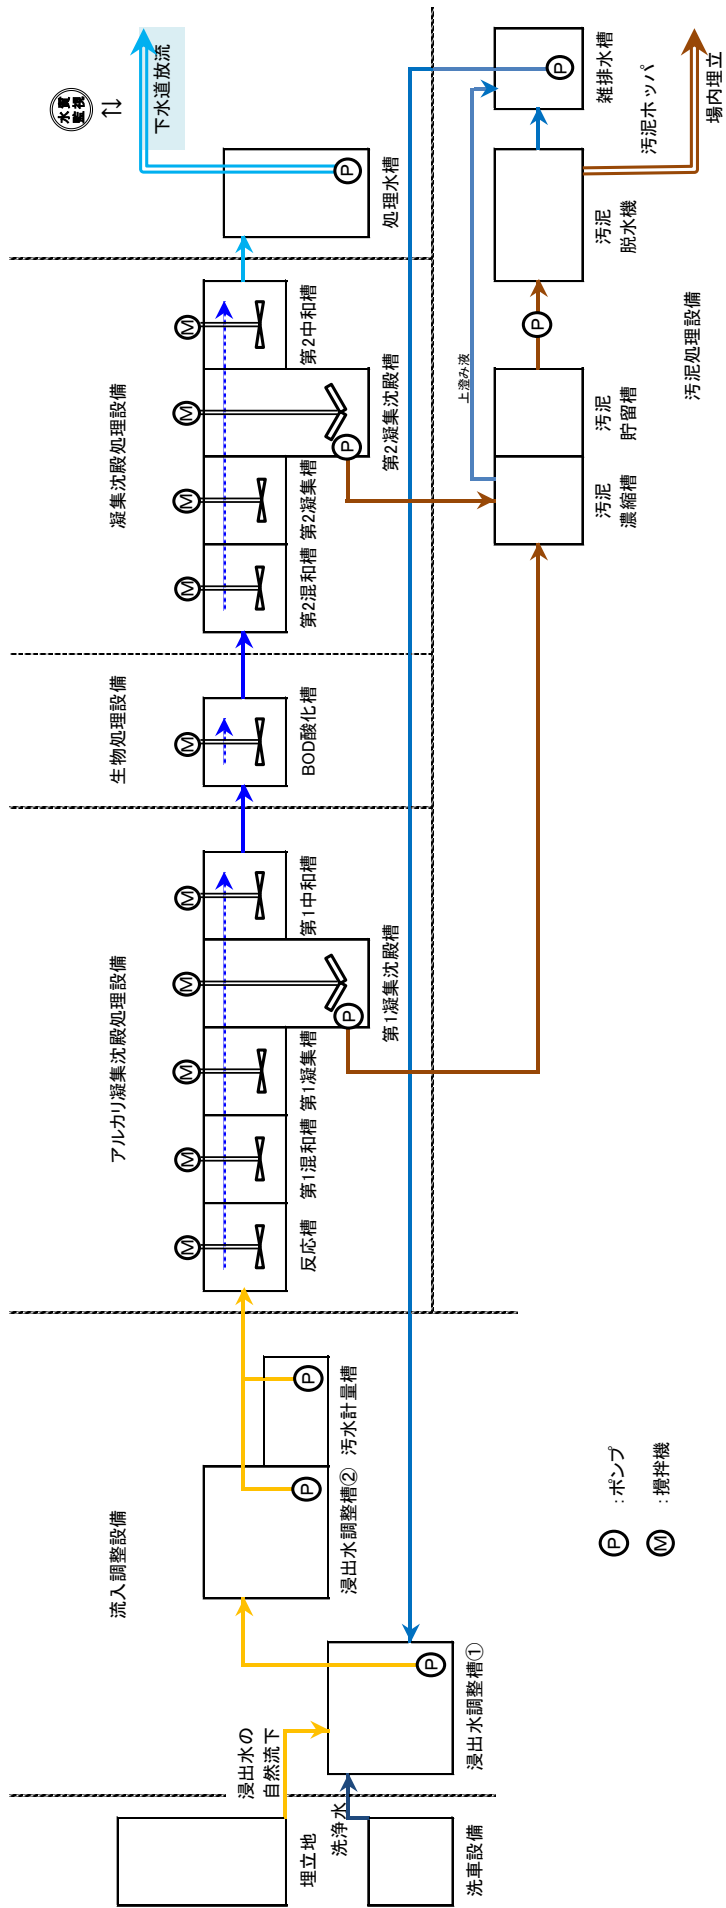 埋立地
浸出水の
自然流下
洗浄水
洗車設備
流入調整設備
浸出水調整槽①
P
浸出水調整槽②
P
汚水計量槽
P
アルカリ凝集沈殿処理設備
M
M
M
M
M
反応槽
第1混和槽
第1凝集槽
第1凝集沈殿槽
P
第1中和槽
生物処理設備
M
BOD酸化槽
凝集沈殿処理設備
M
M
M
M
第2混和槽
第2凝集槽
第2凝集沈殿槽
P
第2中和槽
処理水槽
P
水質
監視
⇄
下水道放流
汚泥処理設備
汚泥
濃縮槽
汚泥
貯留槽
上澄み液
P
汚泥
脱水機
汚泥ホッパ
雑排水槽
P
場内埋立
P :ポンプ
M :攪拌機